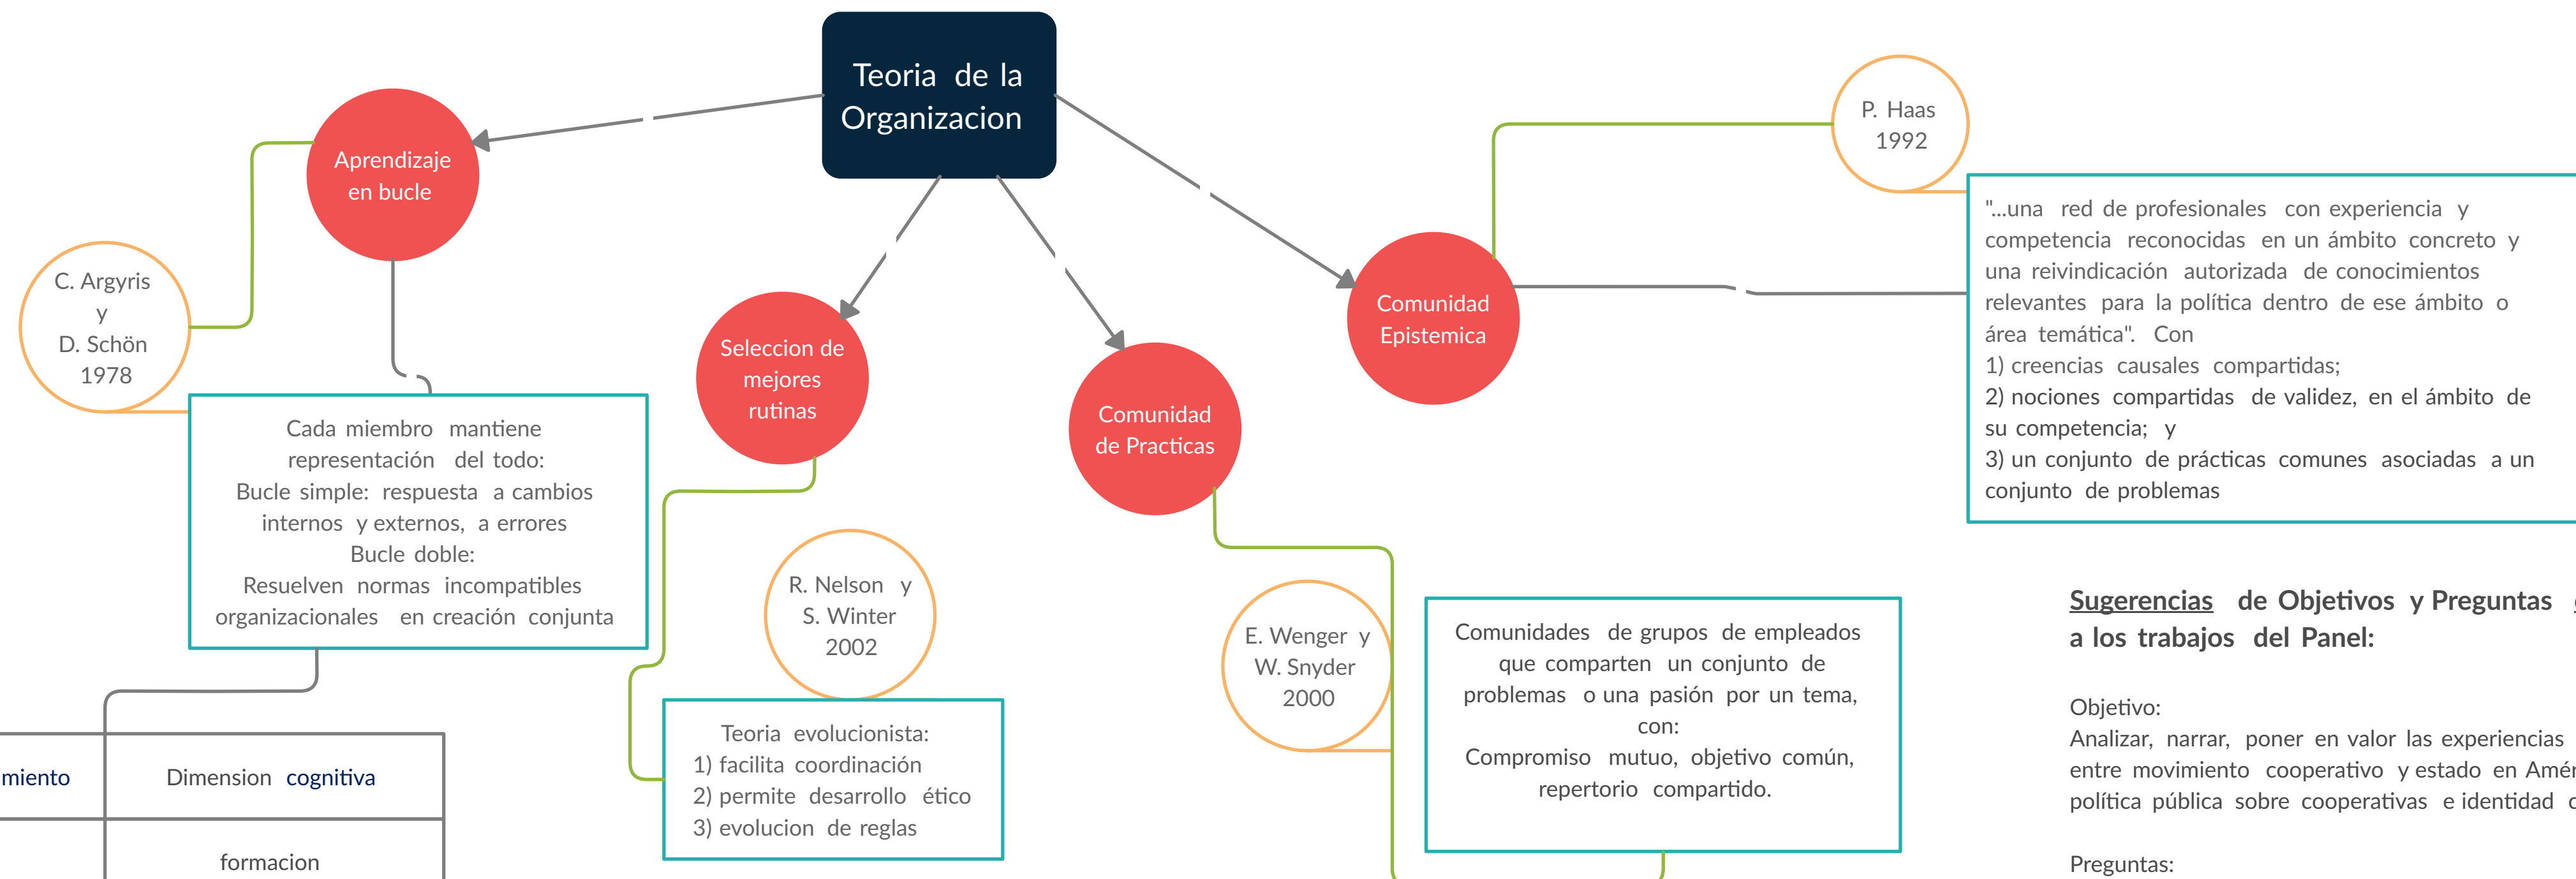 Teoria de la
Organizacion
Aprendizaje
en bucle
C. Argyris
y
D. Schön
1978
Cada miembro mantiene
representación del todo:
Bucle simple: respuesta a cambios
internos y externos, a errores
Bucle doble:
Resuelven normas incompatibles
organizacionales en creación conjunta
miento
Dimension cognitiva
formacion
Seleccion de
mejores
rutinas
R. Nelson y
S. Winter
2002
Teoria evolucionista:
1) facilita coordinación
2) permite desarrollo ético
3) evolucion de reglas
Comunidad
de Practicas
E. Wenger y
W. Snyder
2000
Comunidades de grupos de empleados
que comparten un conjunto de
problemas o una pasión por un tema,
con:
Compromiso mutuo, objetivo común,
repertorio compartido.
Comunidad
Epistemica
P. Haas
1992
"...una red de profesionales con experiencia y
competencia reconocidas en un ámbito concreto y
una reivindicación autorizada de conocimientos
relevantes para la política dentro de ese ámbito o
área temática". Con
1) creencias causales compartidas;
2) nociones compartidas de validez, en el ámbito de
su competencia; y
3) un conjunto de prácticas comunes asociadas a un
conjunto de problemas
Sugerencias de Objetivos y Preguntas
a los trabajos del Panel:
Objetivo:
Analizar, narrar, poner en valor las experiencias
entre movimiento cooperativo y estado en Amér
política pública sobre cooperativas e identidad
Preguntas: